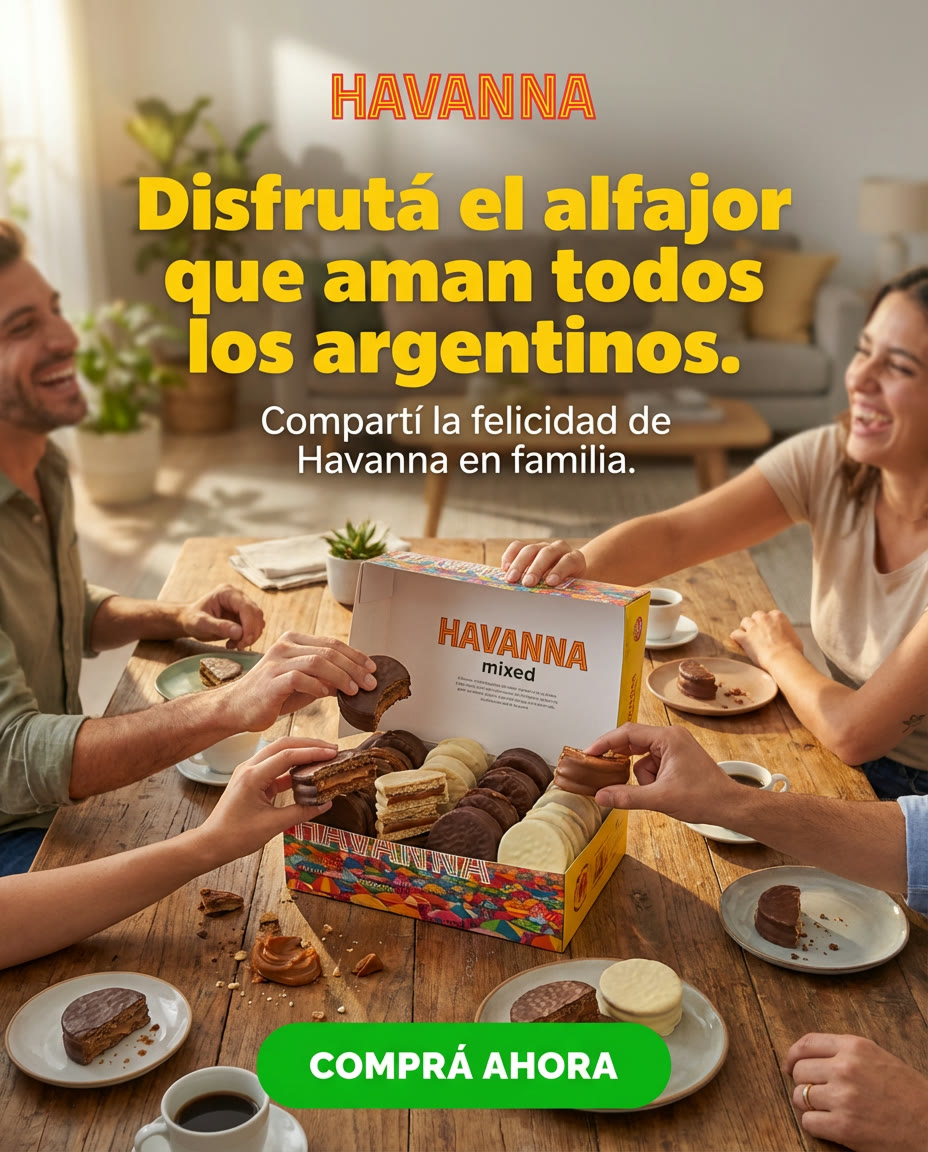 HAVANNA
Disfrutá el alfajor
que aman todos
los argentinos.
Compartí la felicidad de
Havanna en familia.
HAVANNA
mixed
HAVANNA
COMPRÁ AHORA